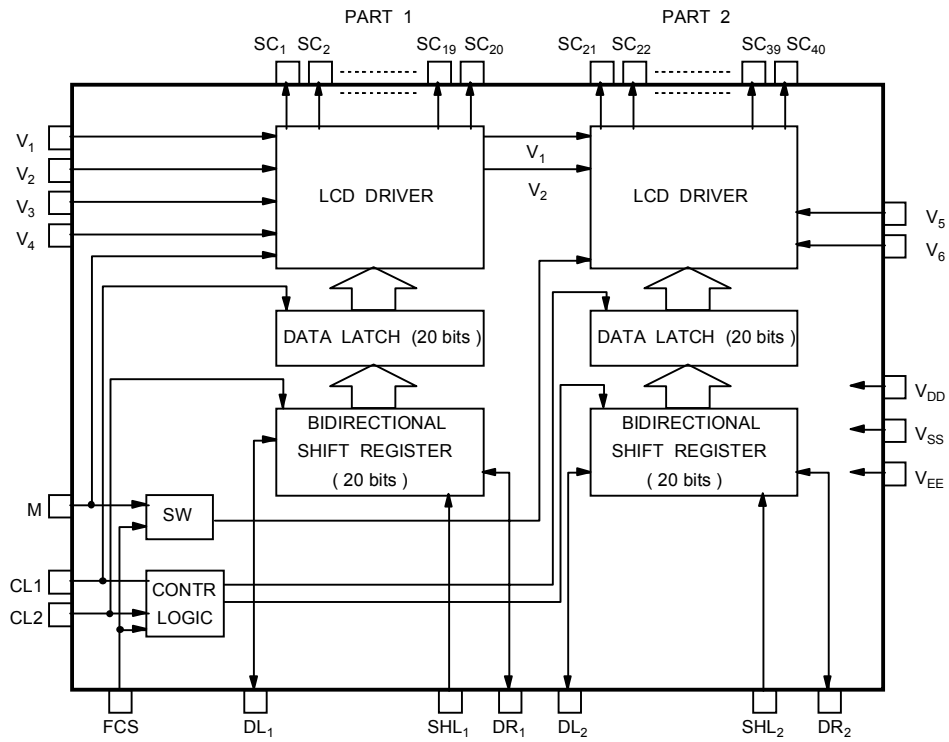 PART 1 PART 2
SC1 SC2 SC19 SC20 SC21 SC22 SC39 SC40
V1
V2
V3
V4
LCD DRIVER
V1
V2
LCD DRIVER
V5
V6
DATA LATCH (20 bits )
DATA LATCH (20 bits )
BIDIRECTIONAL
SHIFT REGISTER
( 20 bits )
BIDIRECTIONAL
SHIFT REGISTER
( 20 bits )
VDD
VSS
VEE
M
SW
CL1
CL2
CONTR
LOGIC
FCS DL1 SHL1 DR1 DL2 SHL2 DR2